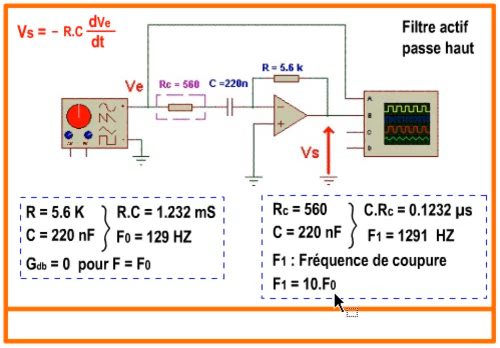 Vs = - R.C dVe
dt
Filtre actif
passe haut
R = 5.6 k
Rc = 560
C =220n
Ve
A
B
C
D
−
+
AM FM
Vs
R = 5.6 K
R.C = 1.232 mS
C = 220 nF
F0 = 129 HZ
Gdb = 0 pour F = F0
Rc = 560
C.Rc = 0.1232 µs
C = 220 nF
F1 = 1291 HZ
F1 : Fréquence de coupure
F1 = 10.F0